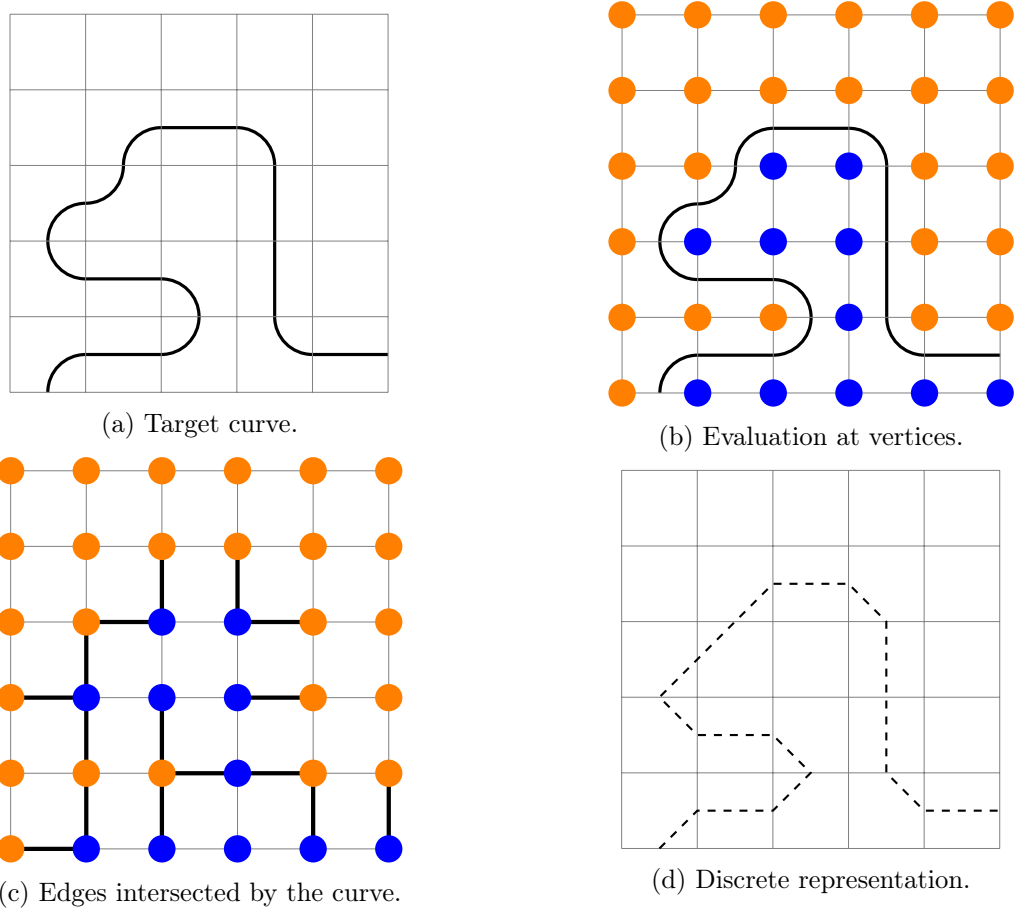 (a) Target curve.
(b) Evaluation at vertices.
(c) Edges intersected by the curve.
(d) Discrete representation.